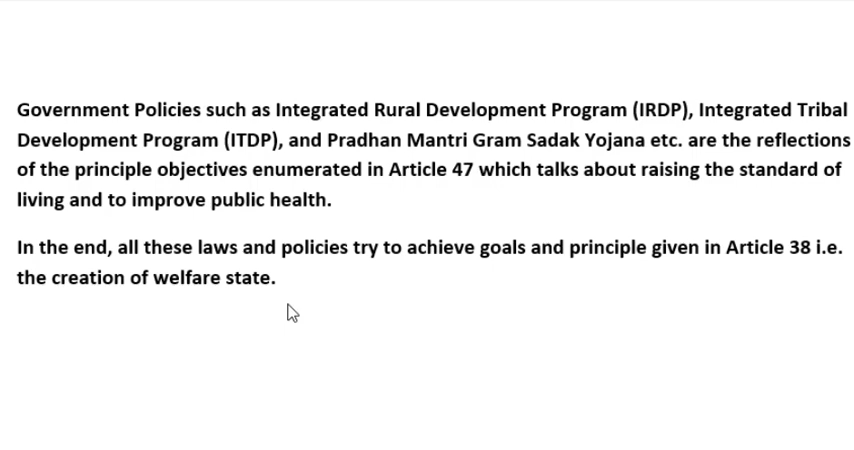 Government Policies such as Integrated Rural Development Program (IRDP), Integrated Tribal
Development Program (ITDP), and Pradhan Mantri Gram Sadak Yojana etc. are the reflections
of the principle objectives enumerated in Article 47 which talks about raising the standard of
living and to improve public health.
In the end, all these laws and policies try to achieve goals and principle given in Article 38 i.e.
the creation of welfare state.